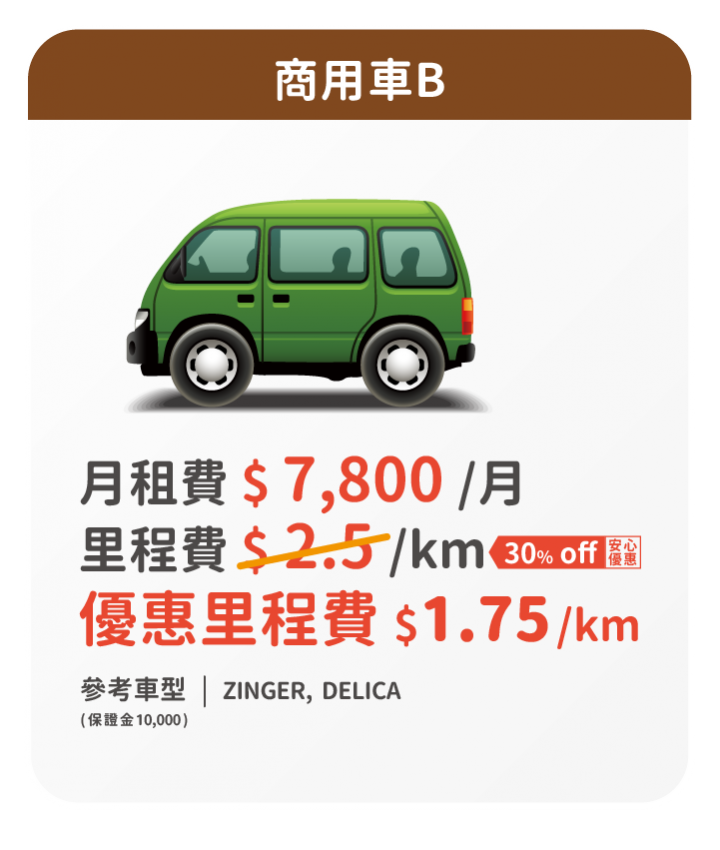 商用車B
月租費 $ 7,800 /月
里程費 $ 2.5 /km 30% off 安心優惠
優惠里程費 $1.75/km
參考車型 | ZINGER, DELICA
(保證金10,000)